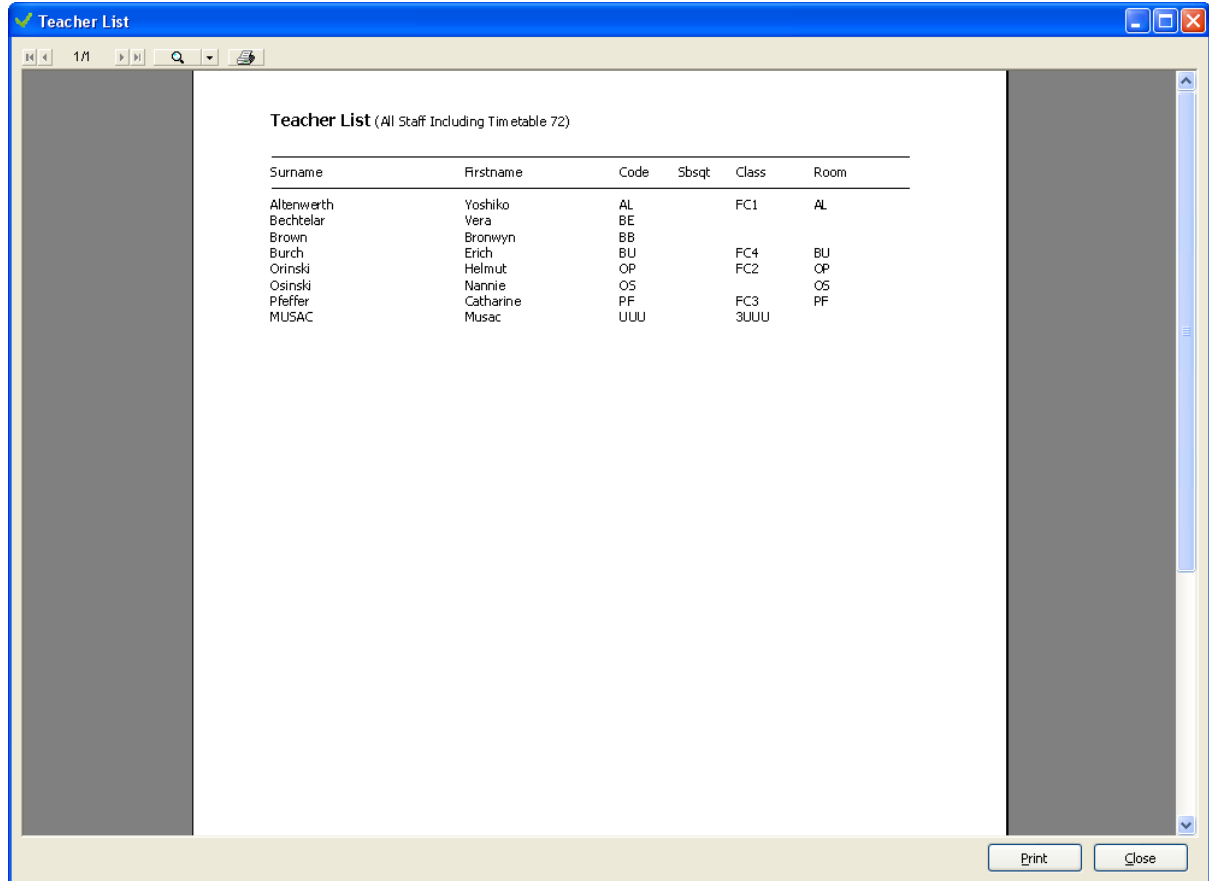 Teacher List
1/1
Teacher List (All Staff Including Timetable 72)
Surname Firstname Code Sbsqt Class Room
Altenwerth Yoshiko AL FC1 AL
Bechtelar Vera BE
Brown Bronwyn BB
Burch Erich BU FC4 BU
Orinski Helmut OP FC2 OP
Osinski Nannie OS OS
Pfeffer Catharine PF FC3 PF
MUSAC Musac UUU 3UUU
Print Close